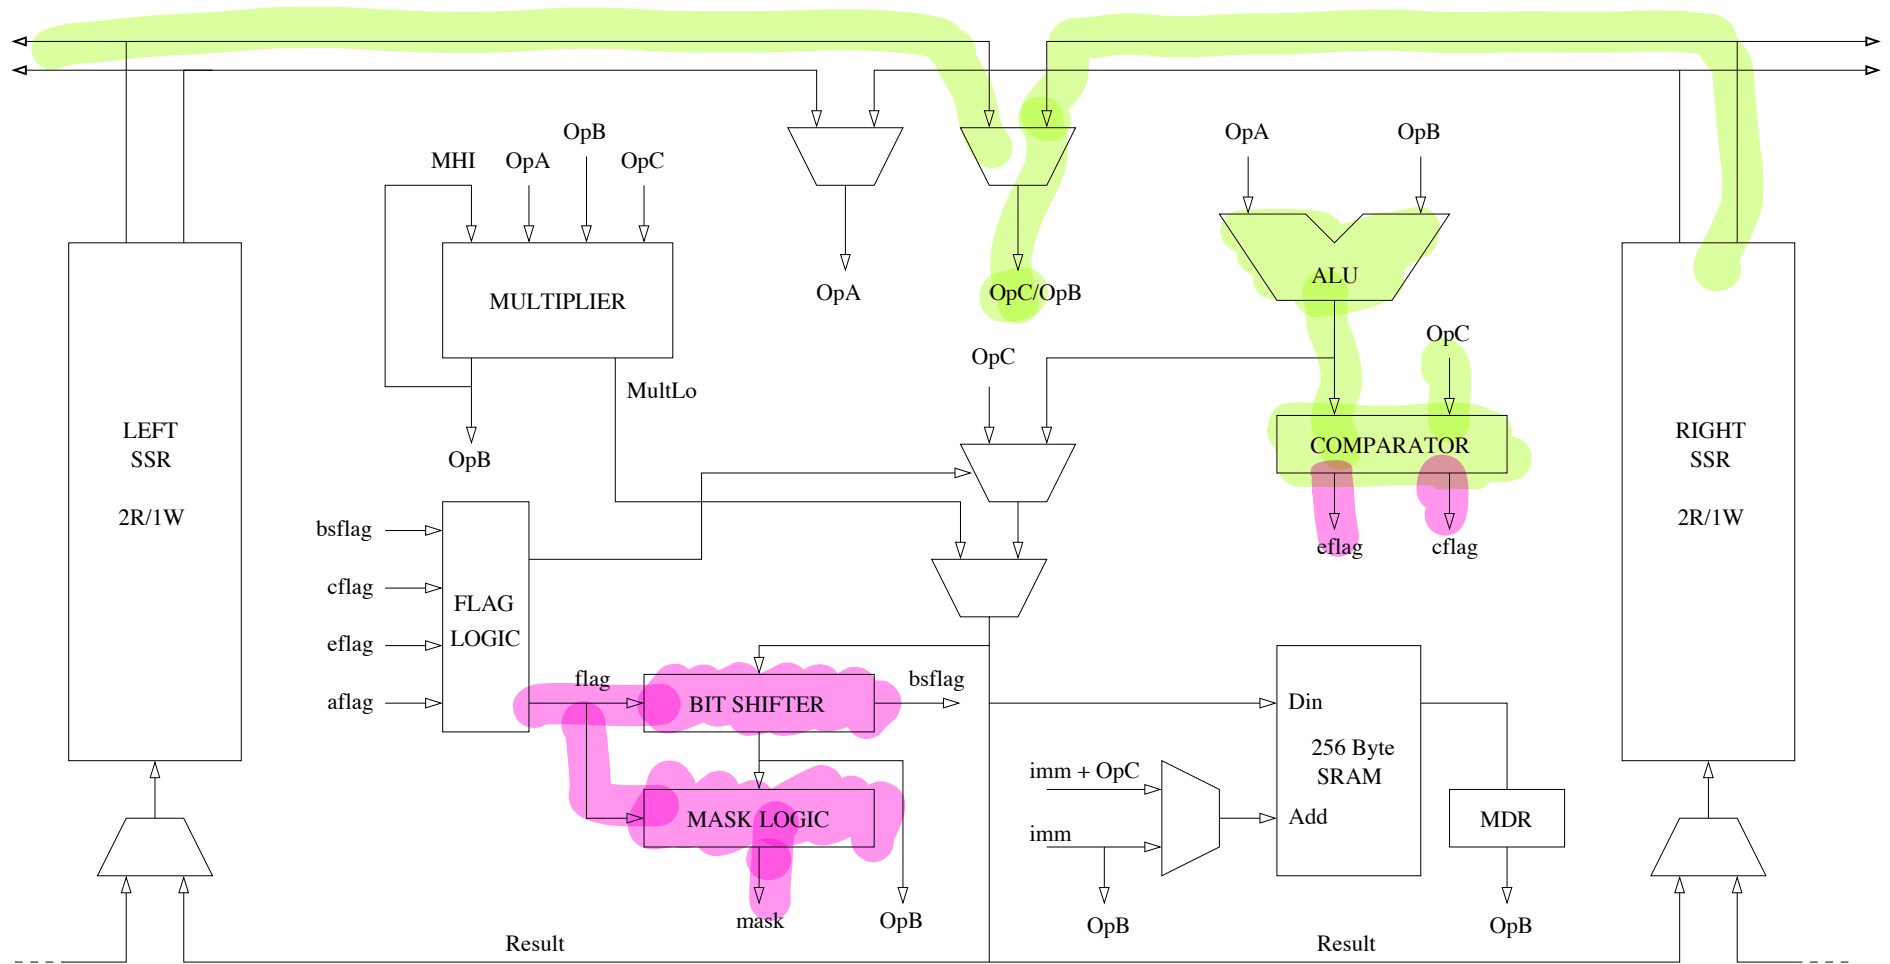 OpB
MHI
OpA
OpC
OpA
OpB
MULTIPLIER
OpA
OpC/OpB
ALU
OpC
OpC
MultLo
LEFT
SSR
2R/1W
OpB
COMPARATOR
RIGHT
SSR
2R/1W
bsflag
cflag
eflag
aflag
FLAG
LOGIC
eflag
cflag
flag
BIT SHIFTER
bsflag
MASK LOGIC
mask
OpB
Din
256 Byte
SRAM
Add
imm + OpC
imm
OpB
MDR
OpB
Result
Result